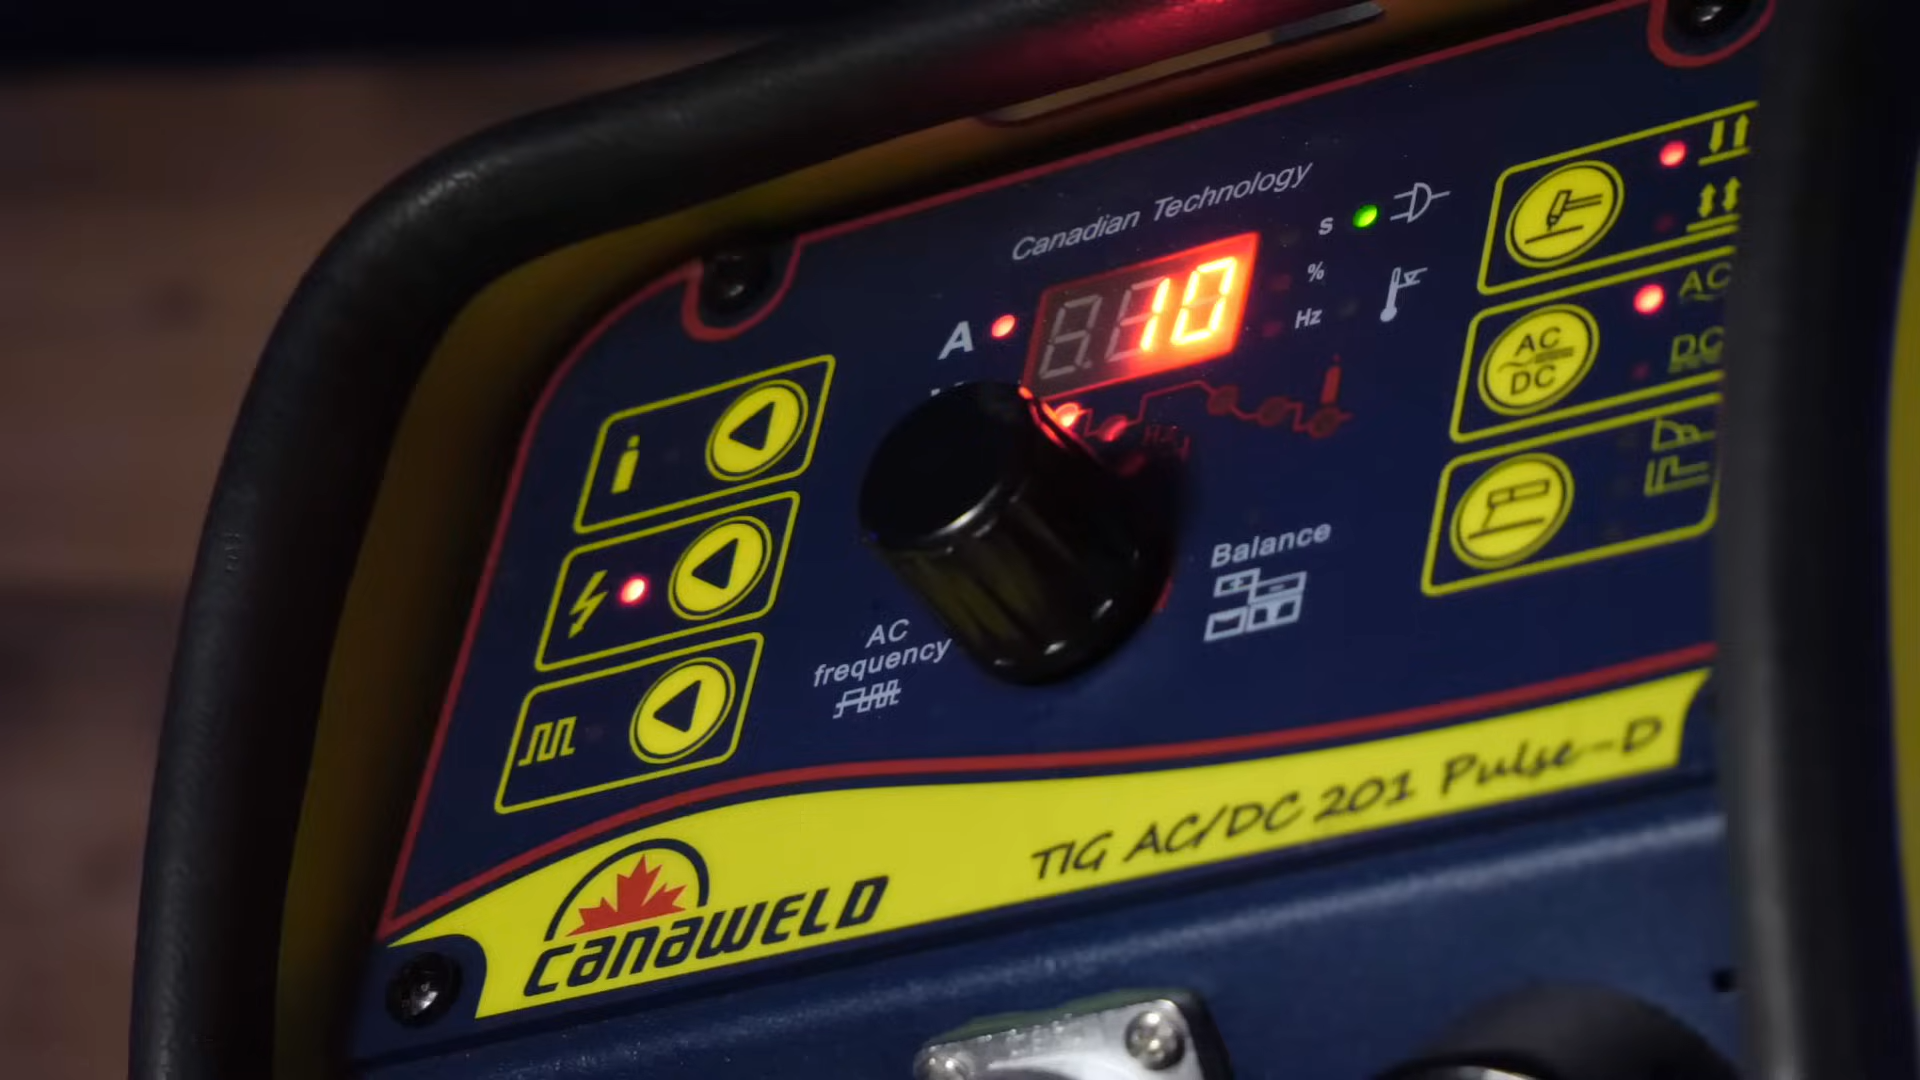 Canadian Technology
S
%
Hz
A
10
AC
DC
AC
DC
Balance
AC
frequency
TIG AC/DC 201 Pulse-D
CANAWELD